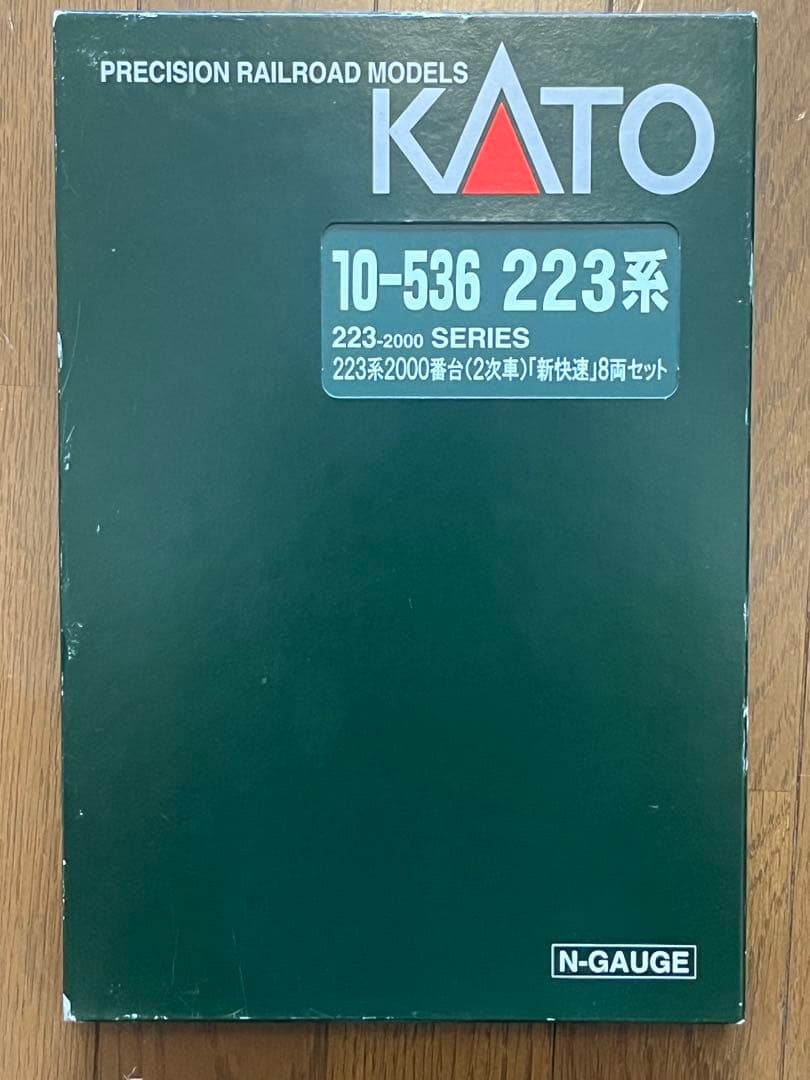 PRECISION RAILROAD MODELS
KATO
10-536 223系
223-2000 SERIES
223系2000番台(2次車)「新快速」8両セット
N-GAUGE